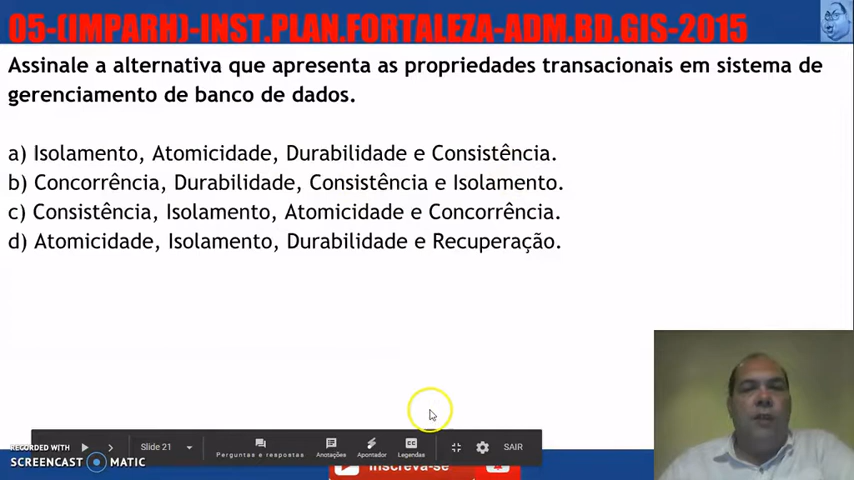 05-(IMPARH)-INST.PLAN.FORTALEZA-ADM.BD.GIS-2015
Assinale a alternativa que apresenta as propriedades transacionais em sistema de
gerenciamento de banco de dados.
a) Isolamento, Atomicidade, Durabilidade e Consistência.
b) Concorrência, Durabilidade, Consistência e Isolamento.
c) Consistência, Isolamento, Atomicidade e Concorrência.
d) Atomicidade, Isolamento, Durabilidade e Recuperação.
RECORDED WITH
SCREENCAST MATIC
Slide 21
Perguntas e respostas
Anotações
Apontador
CC
Legendas
SAIR
Inscreva-se